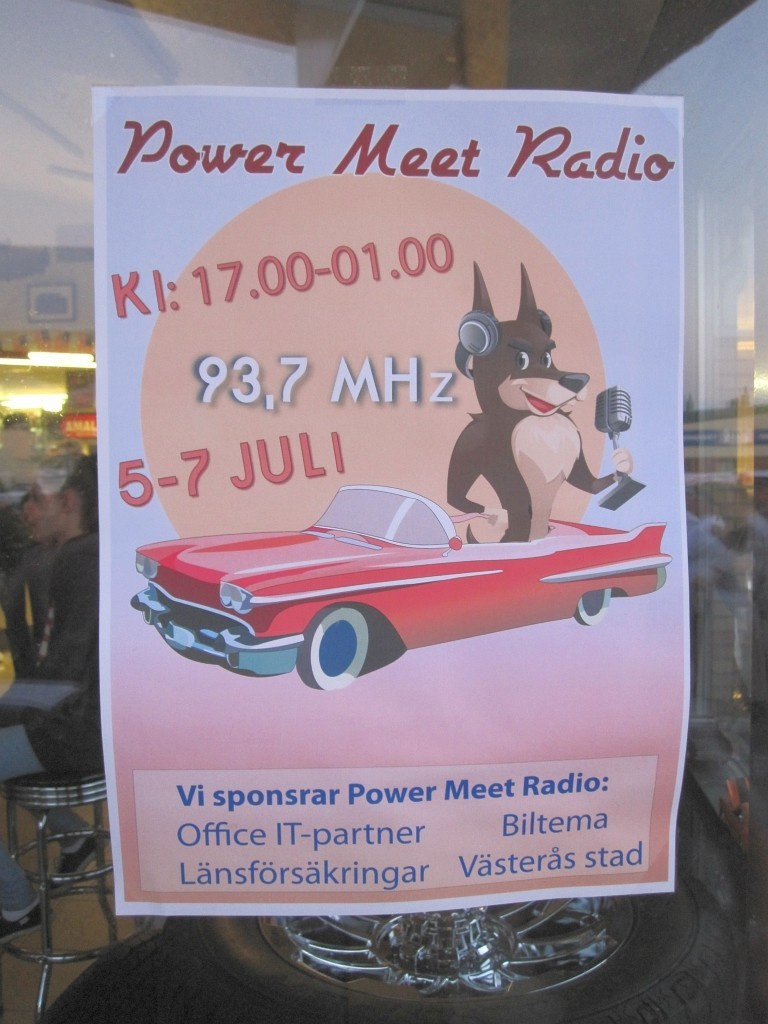 Power Meet Radio
Kl: 17.00-01.00
93,7 MHz
5-7 JULI
Vi sponsrar Power Meet Radio:
Office IT-partner Biltema
Länsförsäkringar Västerås stad